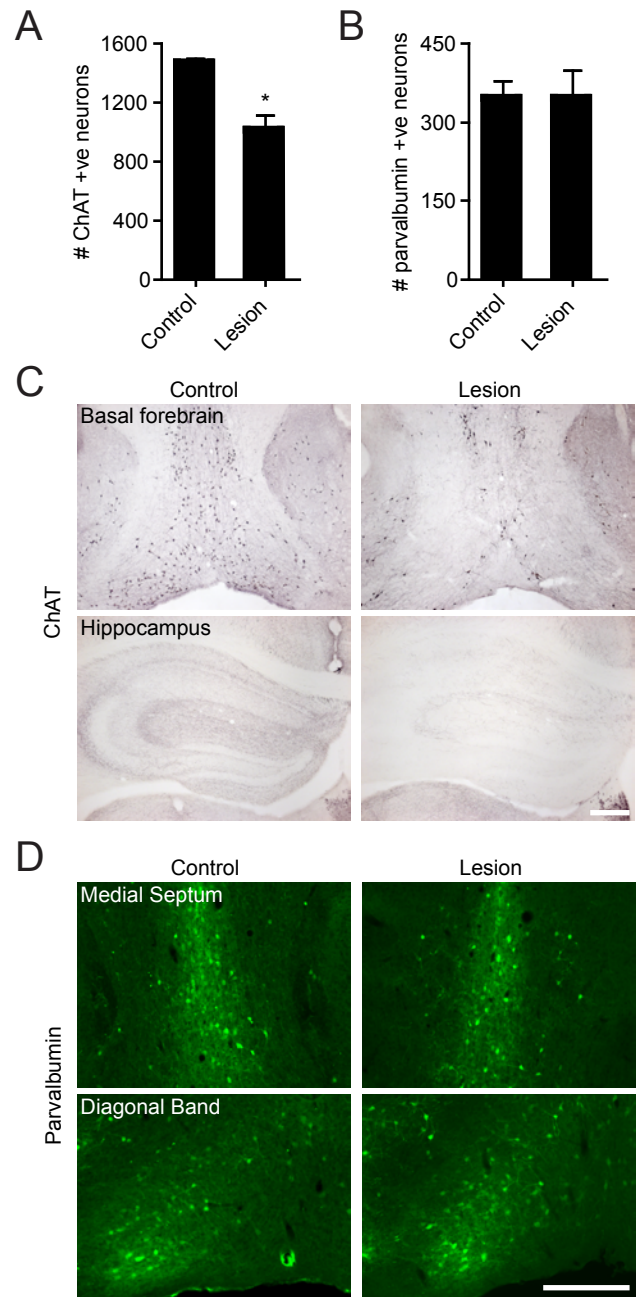 A
# ChAT +ve neurons
1600
1200
800
400
0
*
Control
Lesion
B
# parvalbumin +ve neurons
450
300
150
0
Control
Lesion
C
Control
Lesion
ChAT
Basal forebrain
Hippocampus
D
Control
Lesion
Parvalbumin
Medial Septum
Diagonal Band